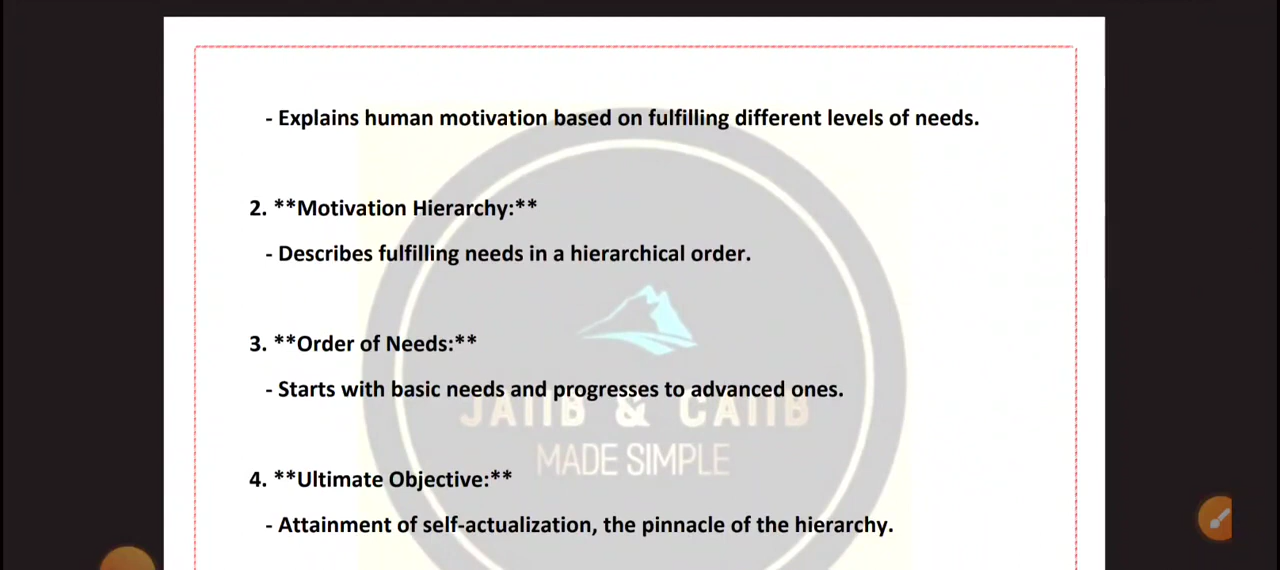 - Explains human motivation based on fulfilling different levels of needs.
2. **Motivation Hierarchy:**
- Describes fulfilling needs in a hierarchical order.
3. **Order of Needs:**
- Starts with basic needs and progresses to advanced ones.
JAIIB & CAIIB
MADE SIMPLE
4. **Ultimate Objective:**
- Attainment of self-actualization, the pinnacle of the hierarchy.